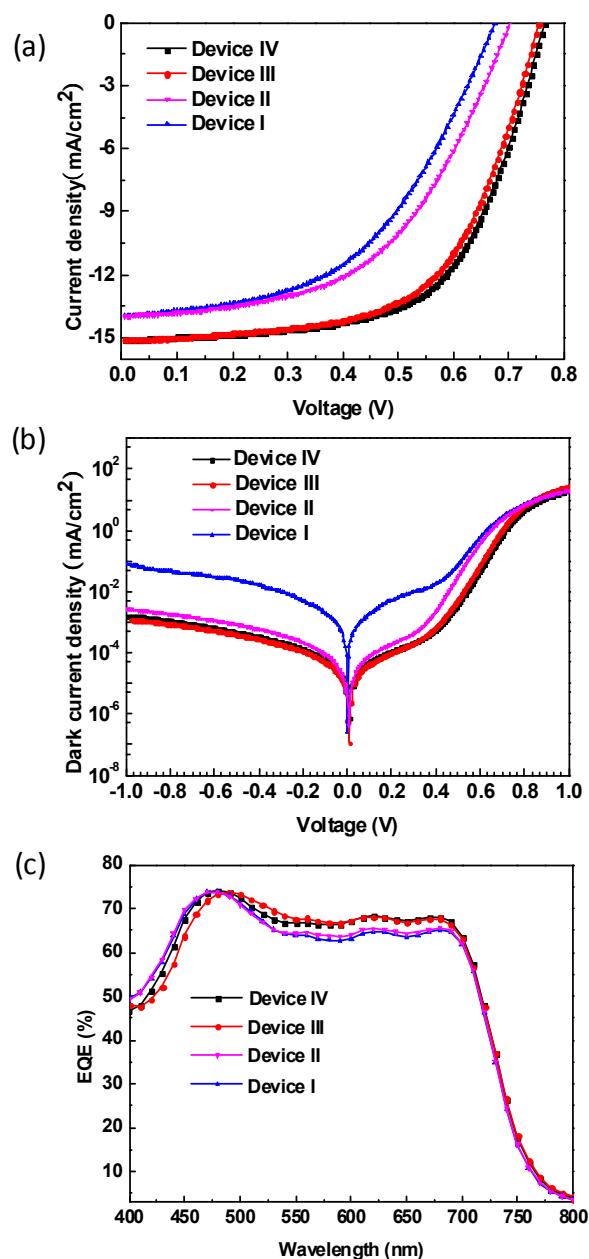 (a)
Device IV
Device III
Device II
Device I
0
-3
-6
-9
-12
-15
Current density( mA/cm2)
0.0 0.1 0.2 0.3 0.4 0.5 0.6 0.7 0.8
Voltage (V)
(b)
Device IV
Device III
Device II
Device I
10^2
10^0
10^-2
10^-4
10^-6
10^-8
Dark current density ( mA/cm2)
-1.0 -0.8 -0.6 -0.4 -0.2 0.0 0.2 0.4 0.6 0.8 1.0
Voltage (V)
(c)
80
70
60
50
40
30
20
10
EQE (%)
Device IV
Device III
Device II
Device I
400 450 500 550 600 650 700 750 800
Wavelength (nm)